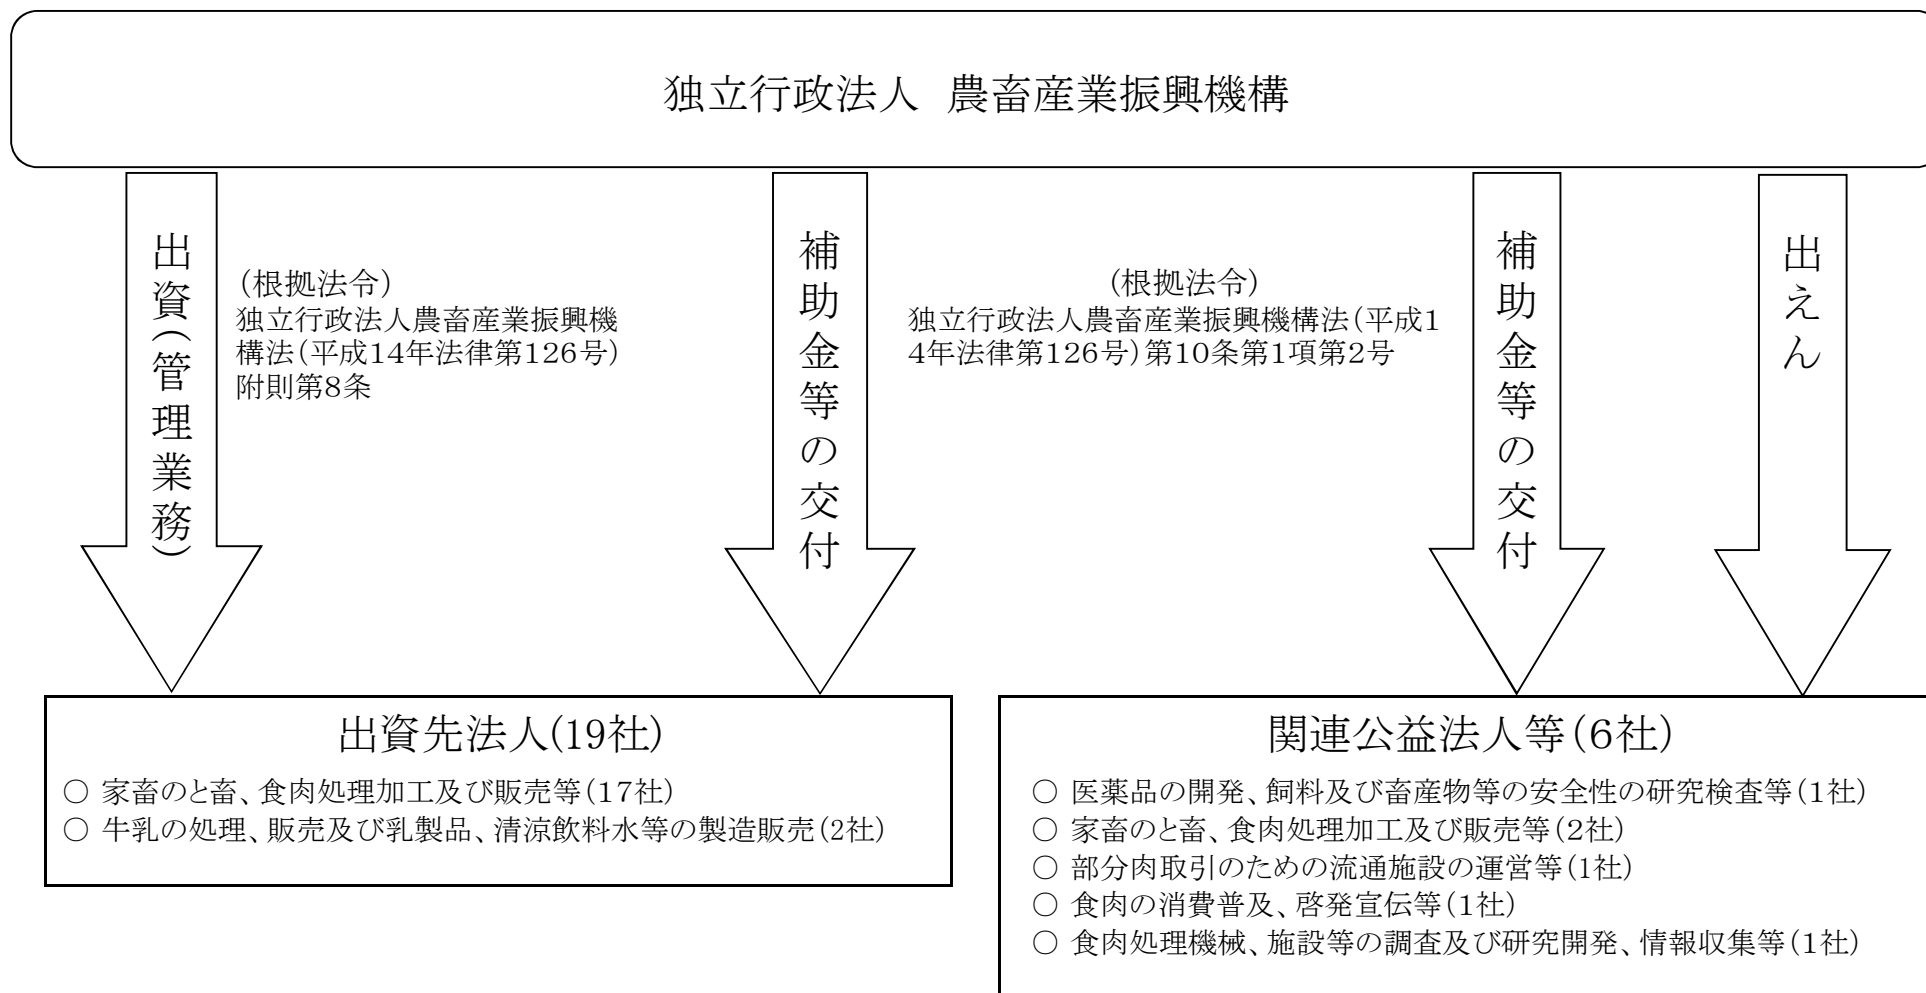 独立行政法人 農畜産業振興機構
出資(管理業務)
(根拠法令)
独立行政法人農畜産業振興機
構法(平成14年法律第126号)
附則第8条
補助金等の交付
(根拠法令)
独立行政法人農畜産業振興機構法(平成1
4年法律第126号)第10条第1項第2号
補助金等の交付
出えん
出資先法人(19社)
○ 家畜のと畜、食肉処理加工及び販売等(17社)
○ 牛乳の処理、販売及び乳製品、清涼飲料水等の製造販売(2社)
関連公益法人等(6社)
○ 医薬品の開発、飼料及び畜産物等の安全性の研究検査等(1社)
○ 家畜のと畜、食肉処理加工及び販売等(2社)
○ 部分肉取引のための流通施設の運営等(1社)
○ 食肉の消費普及、啓発宣伝等(1社)
○ 食肉処理機械、施設等の調査及び研究開発、情報収集等(1社)